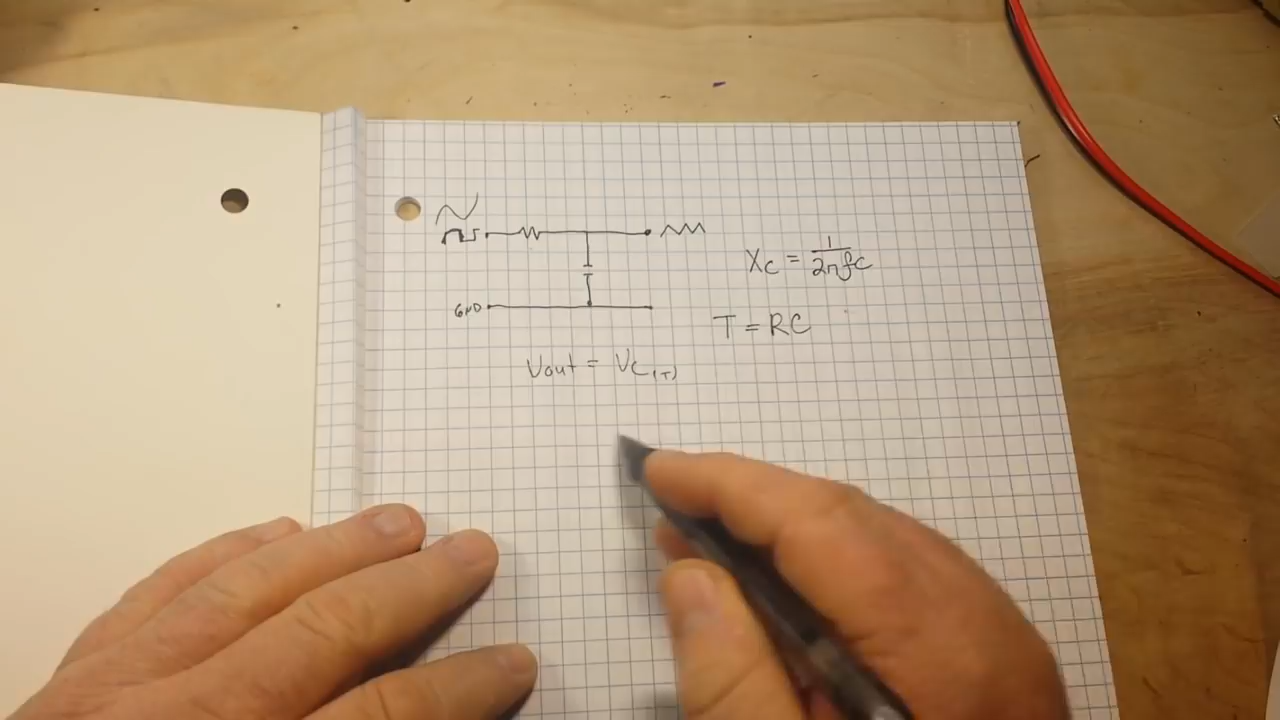 Xc = 1/2πfc
GND
T = RC
Vout = Vc(T)